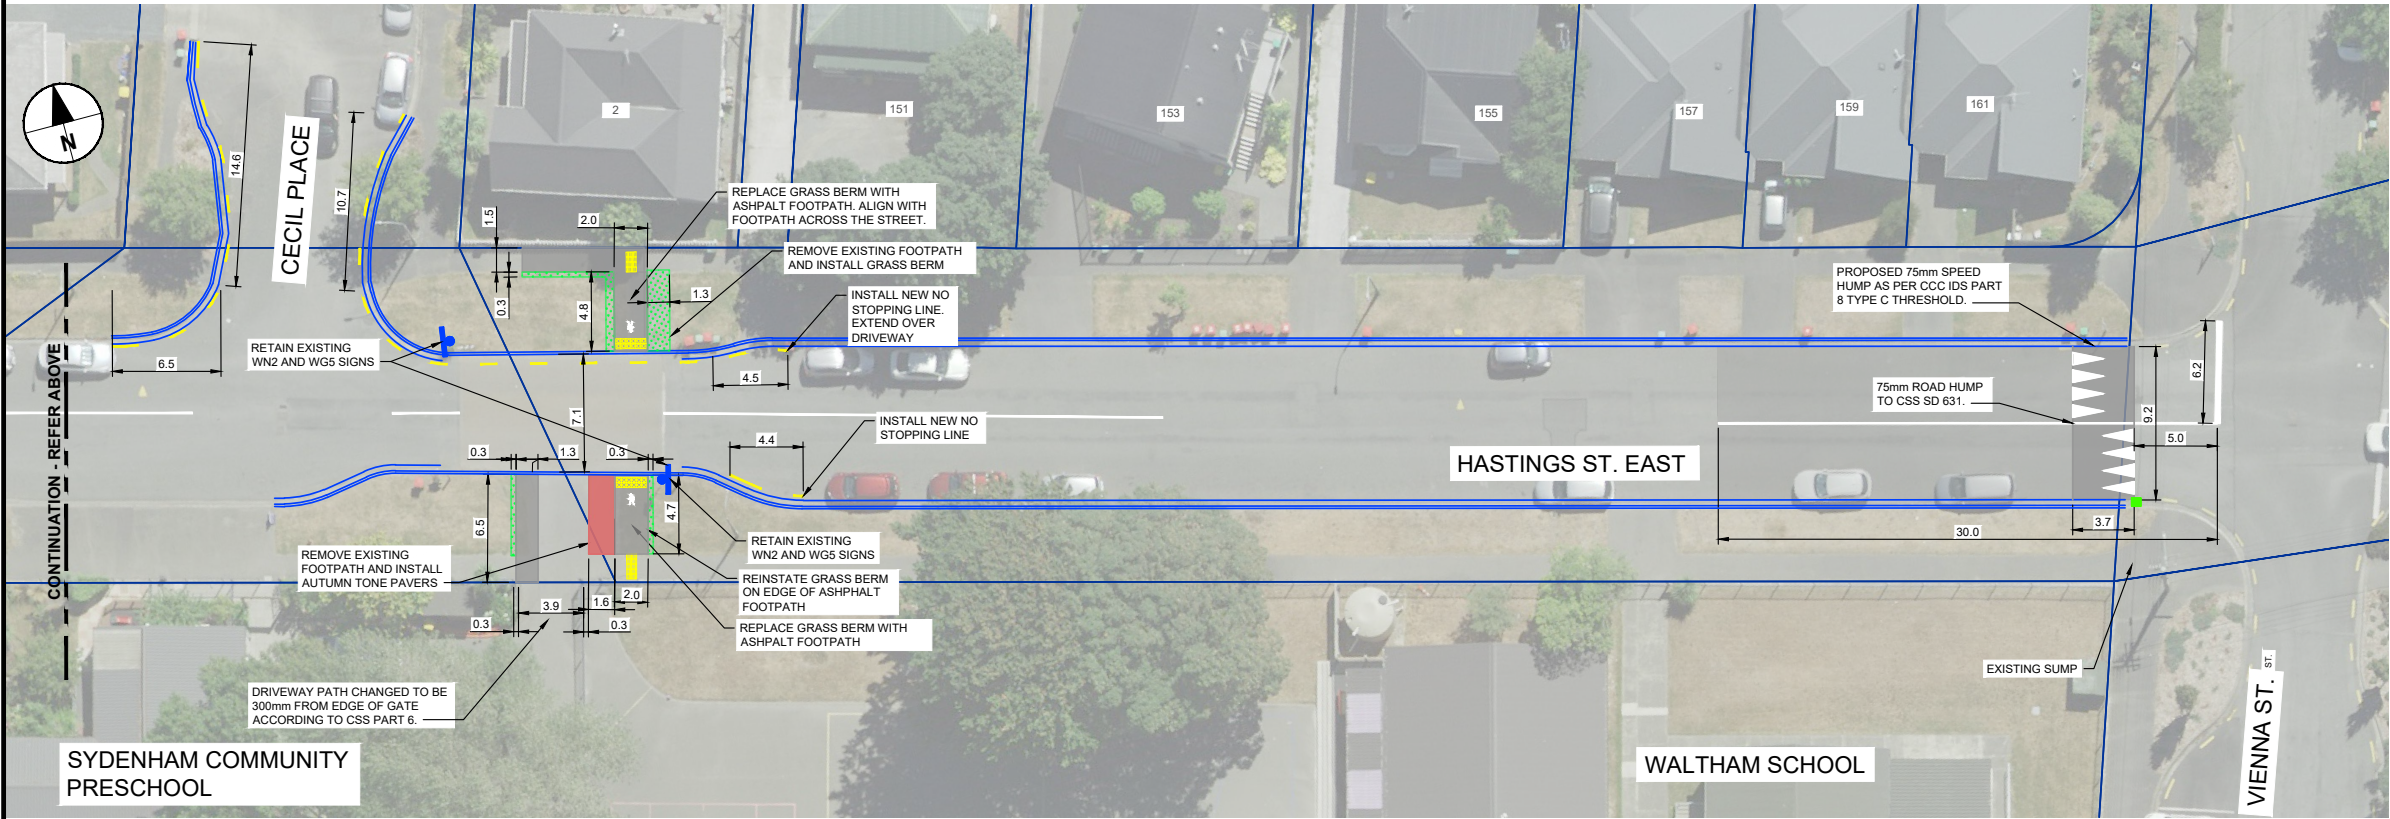 N
CECIL PLACE
14.6
10.7
6.5
2
151
153
155
157
159
161
REPLACE GRASS BERM WITH
ASHPALT FOOTPATH. ALIGN WITH
FOOTPATH ACROSS THE STREET.
REMOVE EXISTING FOOTPATH
AND INSTALL GRASS BERM
INSTALL NEW NO
STOPPING LINE.
EXTEND OVER
DRIVEWAY
PROPOSED 75mm SPEED
HUMP AS PER CCC IDS PART
8 TYPE C THRESHOLD.
1.5
2.0
0.3
4.8
1.3
4.5
RETAIN EXISTING
WN2 AND WG5 SIGNS
75mm ROAD HUMP
TO CSS SD 631.
6.2
9.2
5.0
3.7
30.0
7.1
INSTALL NEW NO
STOPPING LINE
4.4
HASTINGS ST. EAST
CONTINUATION - REFER ABOVE
0.3
1.3
0.3
6.5
4.7
REMOVE EXISTING
FOOTPATH AND INSTALL
AUTUMN TONE PAVERS
RETAIN EXISTING
WN2 AND WG5 SIGNS
REINSTATE GRASS BERM
ON EDGE OF ASHPHALT
FOOTPATH
REPLACE GRASS BERM WITH
ASHPALT FOOTPATH
3.9
1.6
2.0
0.3
0.3
DRIVEWAY PATH CHANGED TO BE
300mm FROM EDGE OF GATE
ACCORDING TO CSS PART 6.
EXISTING SUMP
SYDENHAM COMMUNITY
PRESCHOOL
WALTHAM SCHOOL
VIENNA ST.
ST.